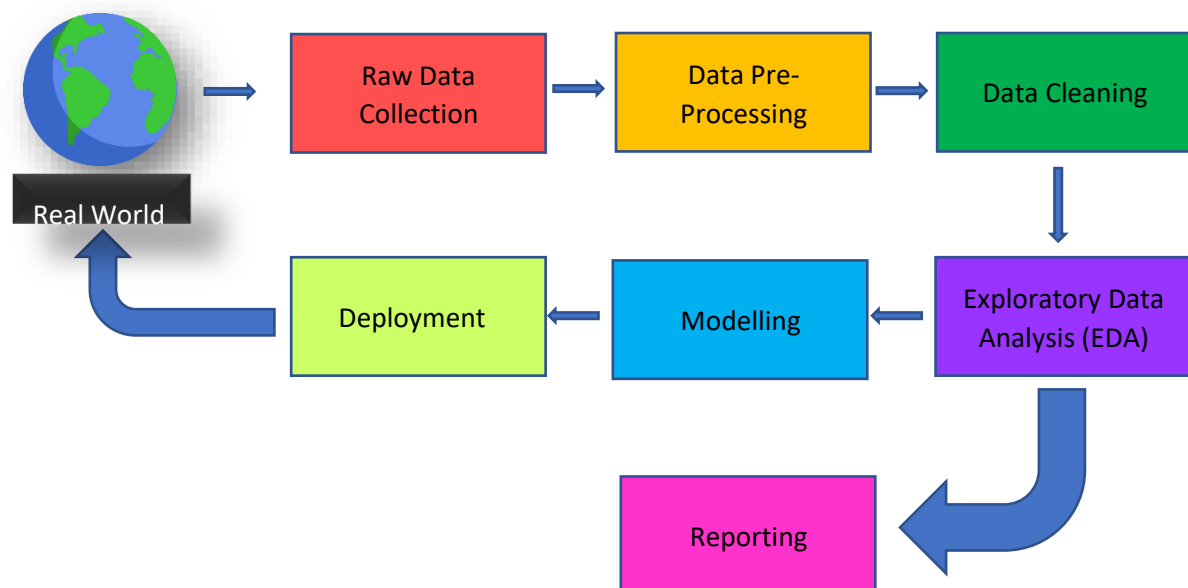 Raw Data
Collection
Data Pre-
Processing
Data Cleaning
Real World
Deployment
Modelling
Exploratory Data
Analysis (EDA)
Reporting